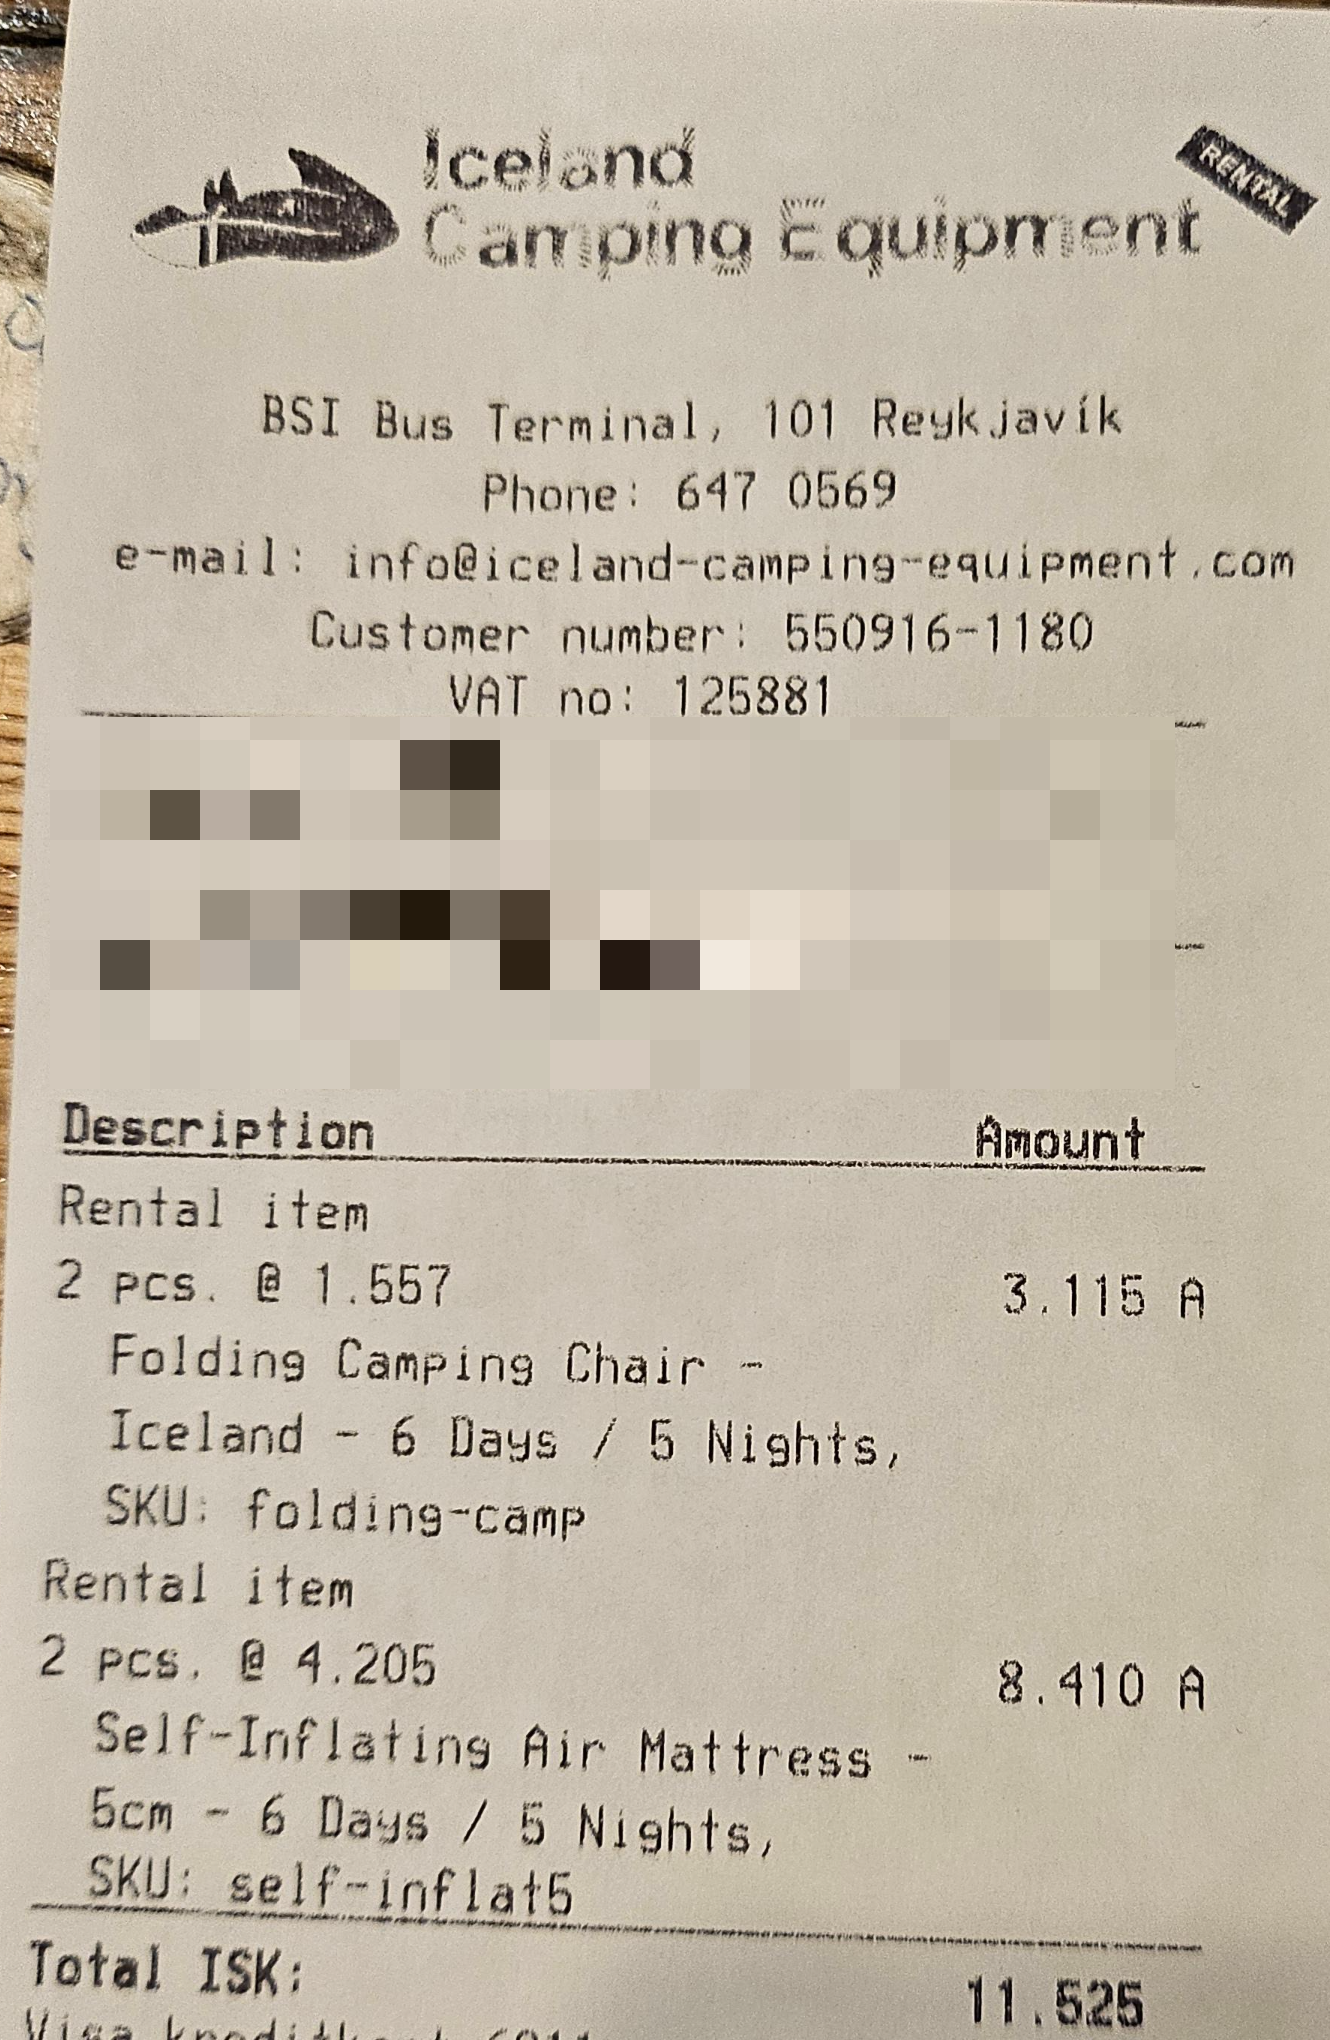 Iceland
Camping Equipment
RENTAL
BSI Bus Terminal, 101 Reykjavík
Phone: 647 0569
e-mail: info@iceland-camping-equipment.com
Customer number: 550916-1180
VAT no: 125881
Description Amount
Rental item
2 pcs. @ 1.557 3.115 A
Folding Camping Chair -
Iceland - 6 Days / 5 Nights,
SKU: folding-camp
Rental item
2 pcs. @ 4.205 8.410 A
Self-Inflating Air Mattress -
5cm - 6 Days / 5 Nights,
SKU: self-inflat5
Total ISK: 11.525
Visa